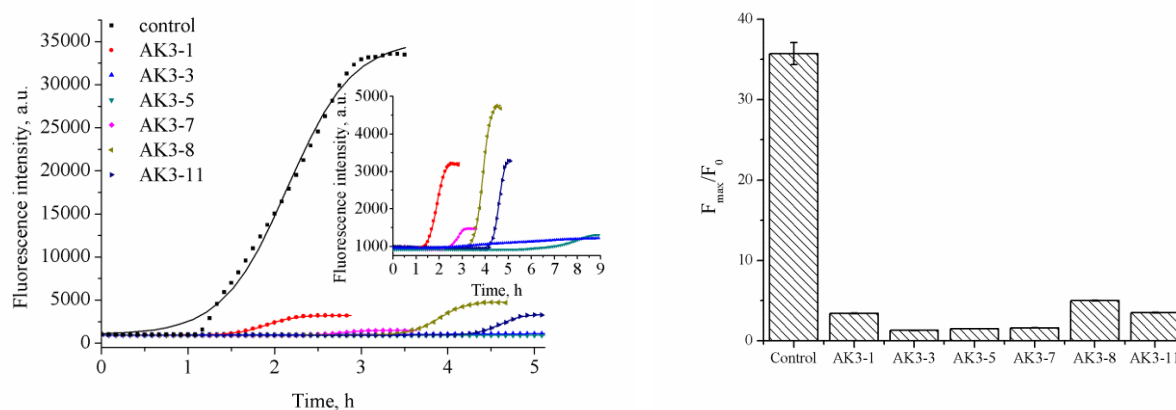 control
AK3-1
AK3-3
AK3-5
AK3-7
AK3-8
AK3-11
Fluorescence intensity, a.u.
35000
30000
25000
20000
15000
10000
5000
0
0 1 2 3 4 5
Time, h
Fluorescence intensity, a.u.
5000
4000
3000
2000
1000
0 1 2 3 4 5 6 7 8 9
Time, h
F max /F 0
40
30
20
10
0
Control AK3-1 AK3-3 AK3-5 AK3-7 AK3-8 AK3-11